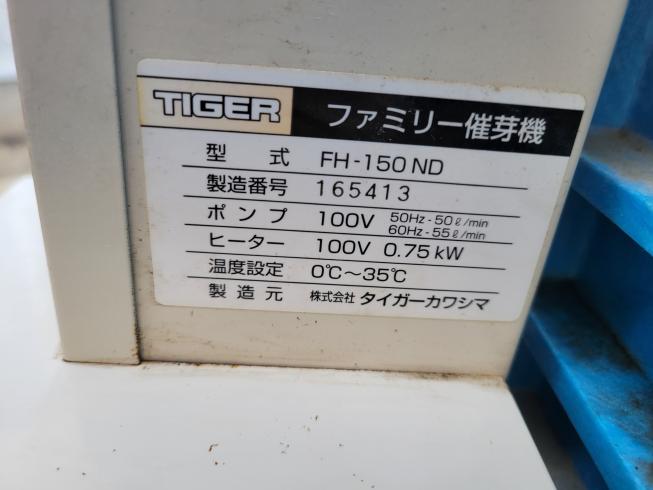 TIGER ファミリー催芽機
型式 FH-150 ND
製造番号 165413
ポンプ 100V 50Hz-50ℓ/min
60Hz-55ℓ/min
ヒーター 100V 0.75kW
温度設定 0℃～35℃
製造元 株式会社 タイガーカワシマ